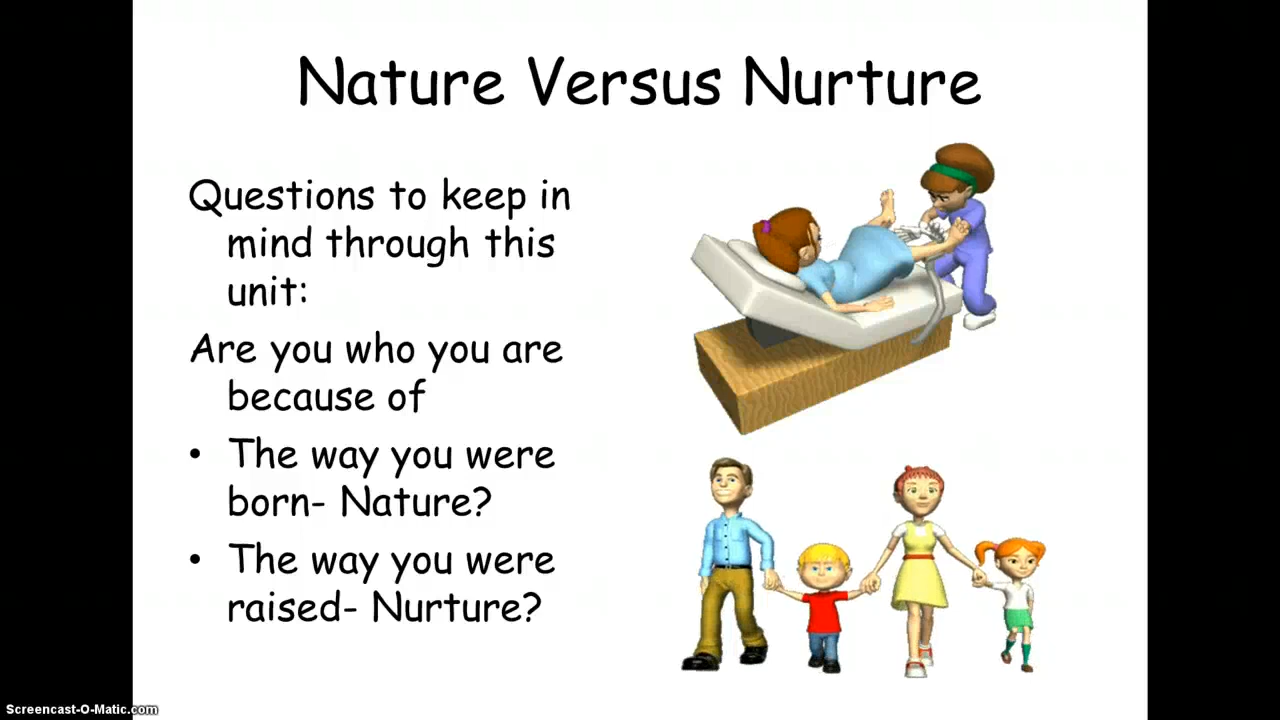 Nature Versus Nurture
Questions to keep in
mind through this
unit:
Are you who you are
because of
• The way you were
born- Nature?
• The way you were
raised- Nurture?
Screencast-O-Matic.com